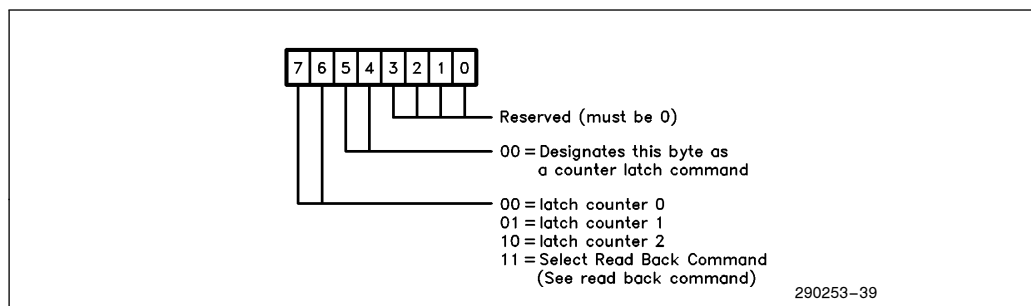 7 6 5 4 3 2 1 0
Reserved (must be 0)
00 = Designates this byte as
a counter latch command
00 = latch counter 0
01 = latch counter 1
10 = latch counter 2
11 = Select Read Back Command
(See read back command)
290253–39